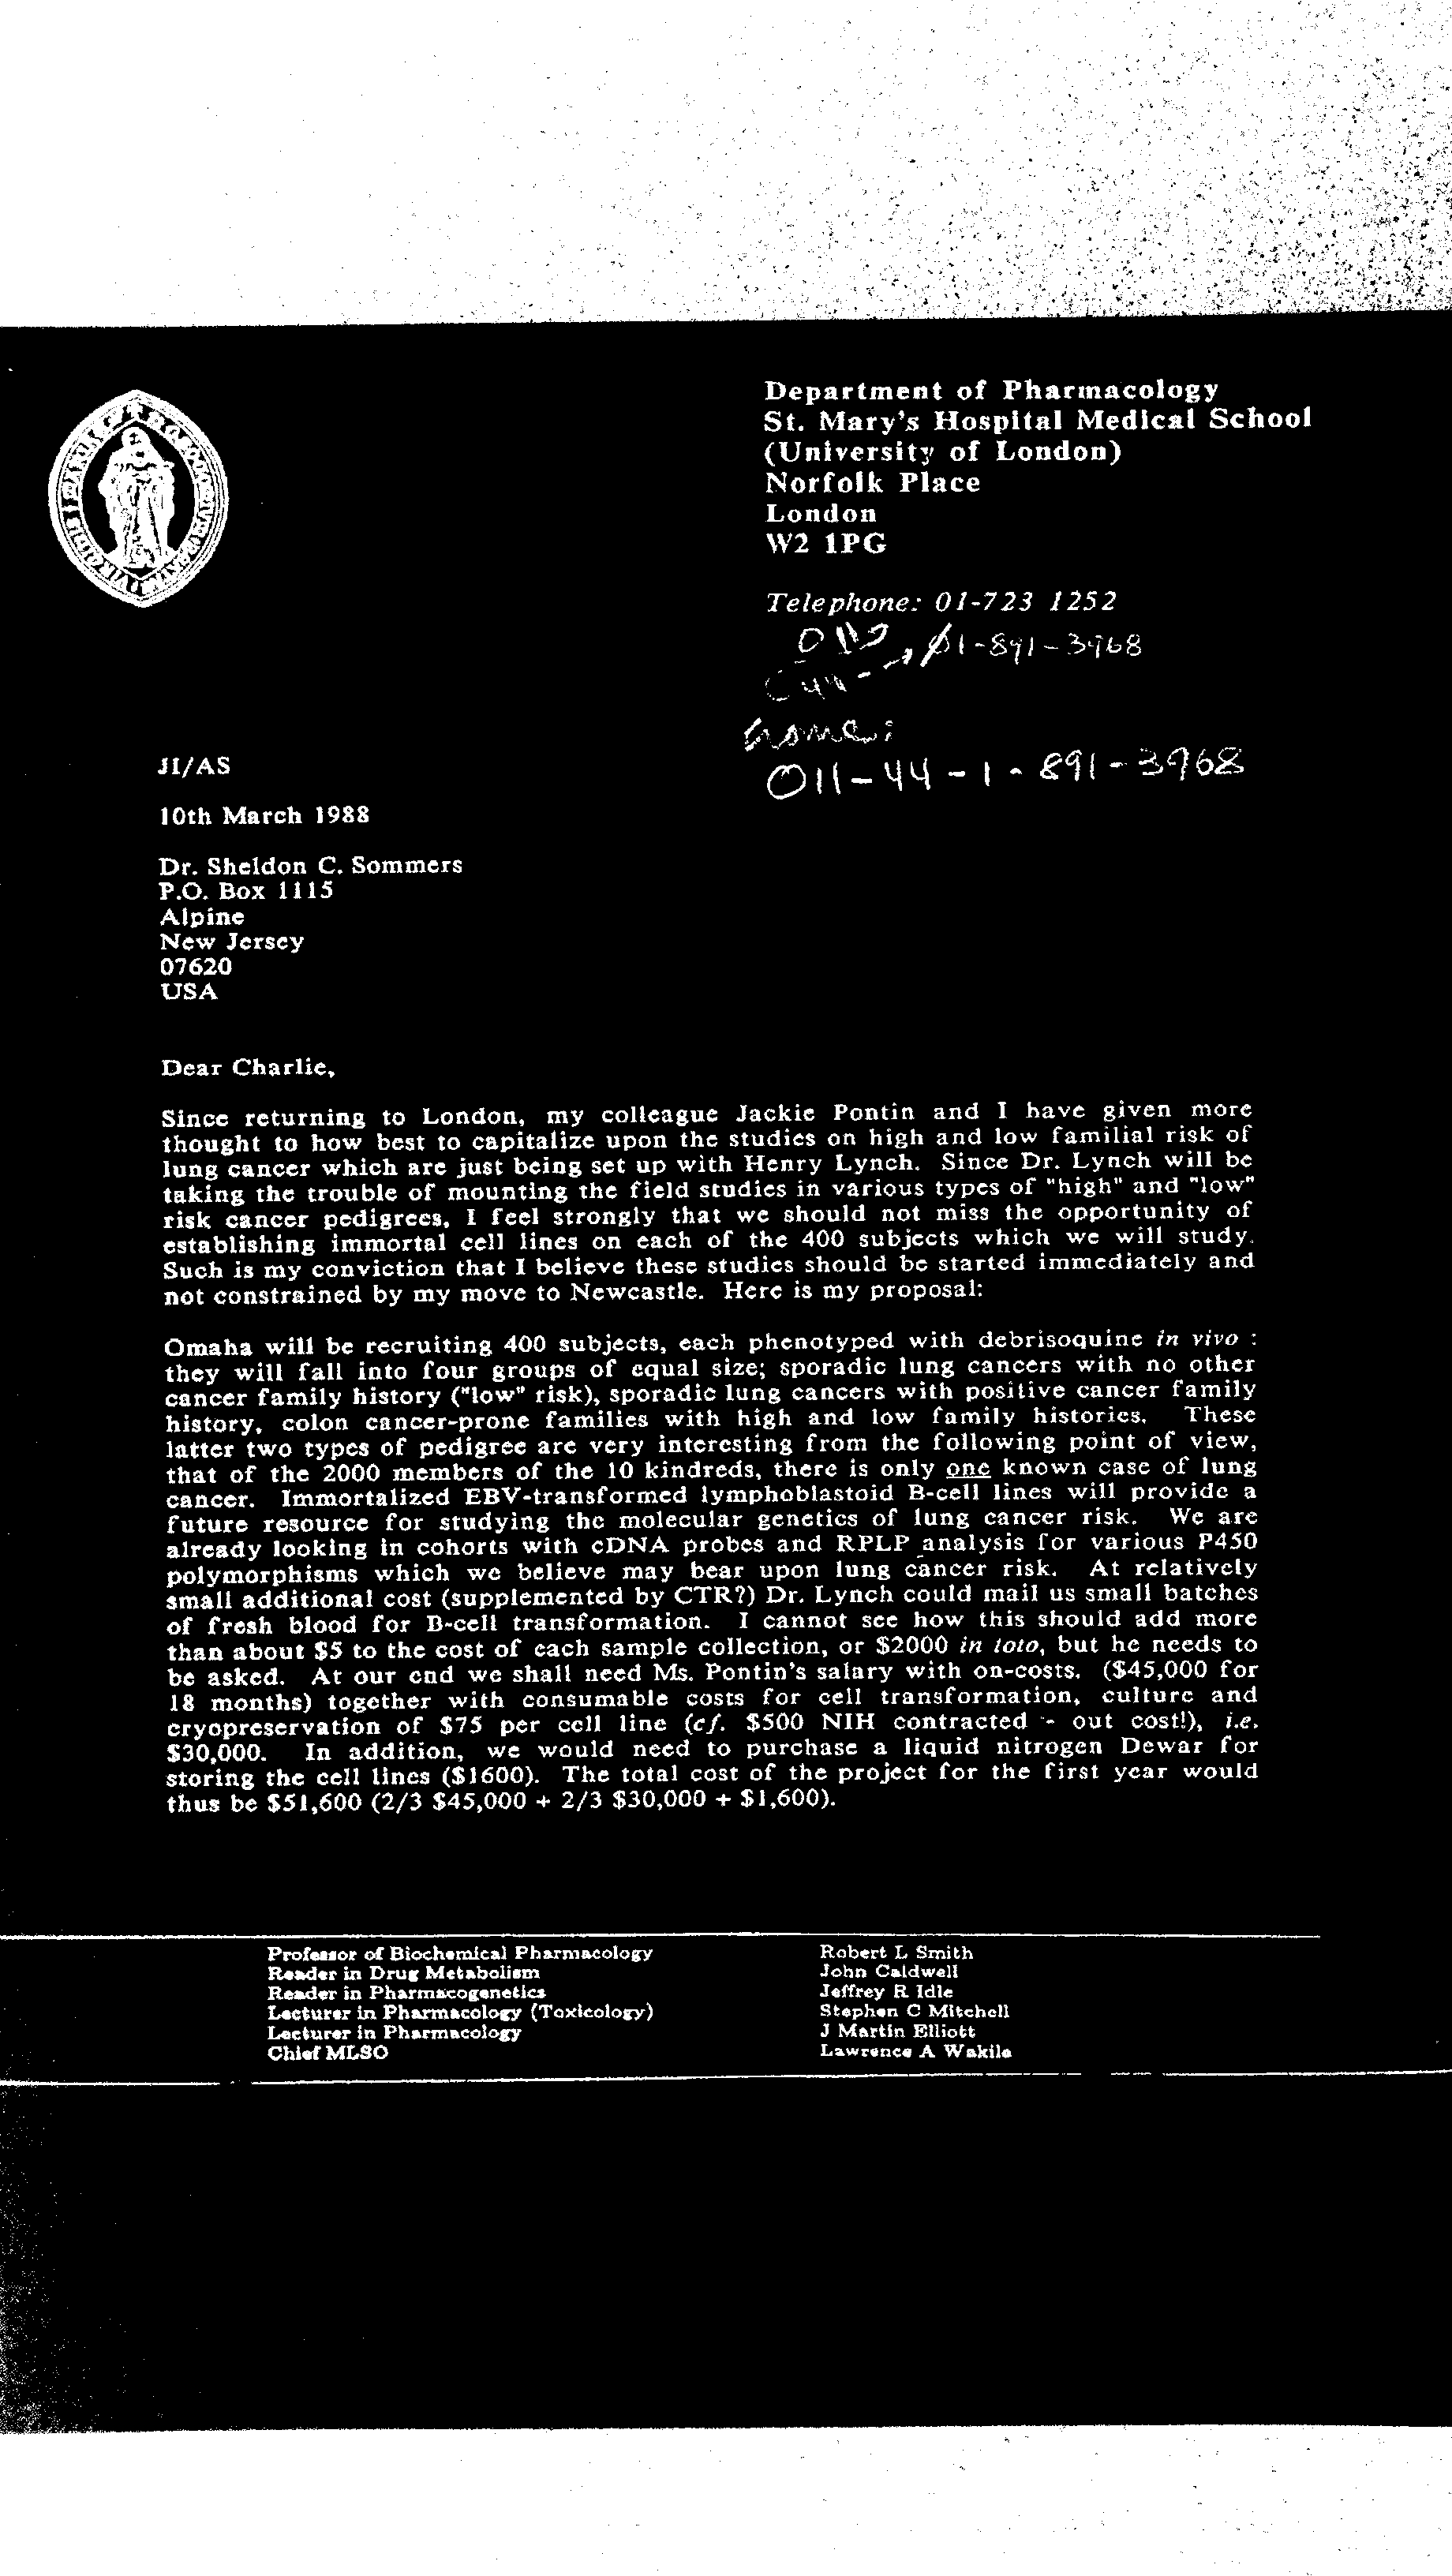 Department of Pharmacology
St. Mary's Hospital Medical School
(University of London)
Norfolk Place
London
W2 1PG
Telephone: 01-723 1252
01-891-3968
home:
011-44-1-891-3968
JI/AS
10th March 1988
Dr. Sheldon C. Sommers
P.O. Box 1115
Alpine
New Jersey
07620
USA
Dear Charlie,
Since returning to London, my colleague Jackie Pontin and I have given more
thought to how best to capitalize upon the studies on high and low familial risk of
lung cancer which are just being set up with Henry Lynch. Since Dr. Lynch will be
taking the trouble of mounting the field studies in various types of "high" and "low"
risk cancer pedigrees, I feel strongly that we should not miss the opportunity of
establishing immortal cell lines on each of the 400 subjects which we will study.
Such is my conviction that I believe these studies should be started immediately and
not constrained by my move to Newcastle. Here is my proposal:
Omaha will be recruiting 400 subjects, each phenotyped with debrisoquine in vivo :
they will fall into four groups of equal size; sporadic lung cancers with no other
cancer family history ("low" risk), sporadic lung cancers with positive cancer family
history, colon cancer-prone families with high and low family histories. These
latter two types of pedigree are very interesting from the following point of view,
that of the 2000 members of the 10 kindreds, there is only one known case of lung
cancer. Immortalized EBV-transformed lymphoblastoid B-cell lines will provide a
future resource for studying the molecular genetics of lung cancer risk. We are
already looking in cohorts with cDNA probes and RPLP analysis for various P450
polymorphisms which we believe may bear upon lung cancer risk. At relatively
small additional cost (supplemented by CTR?) Dr. Lynch could mail us small batches
of fresh blood for B-cell transformation. I cannot see how this should add more
than about $5 to the cost of each sample collection, or $2000 in toto, but he needs to
be asked. At our end we shall need Ms. Pontin's salary with on-costs. ($45,000 for
18 months) together with consumable costs for cell transformation, culture and
cryopreservation of $75 per cell line (cf. $500 NIH contracted - out cost!), i.e.
$30,000. In addition, we would need to purchase a liquid nitrogen Dewar for
storing the cell lines ($1600). The total cost of the project for the first year would
thus be $51,600 (2/3 $45,000 + 2/3 $30,000 + $1,600).
Professor of Biochemical Pharmacology Robert L Smith
Reader in Drug Metabolism John Caldwell
Reader in Pharmacogenetics Jeffrey R Idle
Lecturer in Pharmacology (Toxicology) Stephen C Mitchell
Lecturer in Pharmacology J Martin Elliott
Chief MLSO Lawrence A Wakile